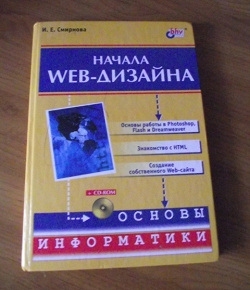 И. Е. Смирнова
bhv
НАЧАЛА
WEB-ДИЗАЙНА
Основы работы в Photoshop,
Flash и Dreamweaver
Знакомство с HTML
Создание
собственного Web-сайта
+ CD-ROM
ОСНОВЫ
ИНФОРМАТИКИ